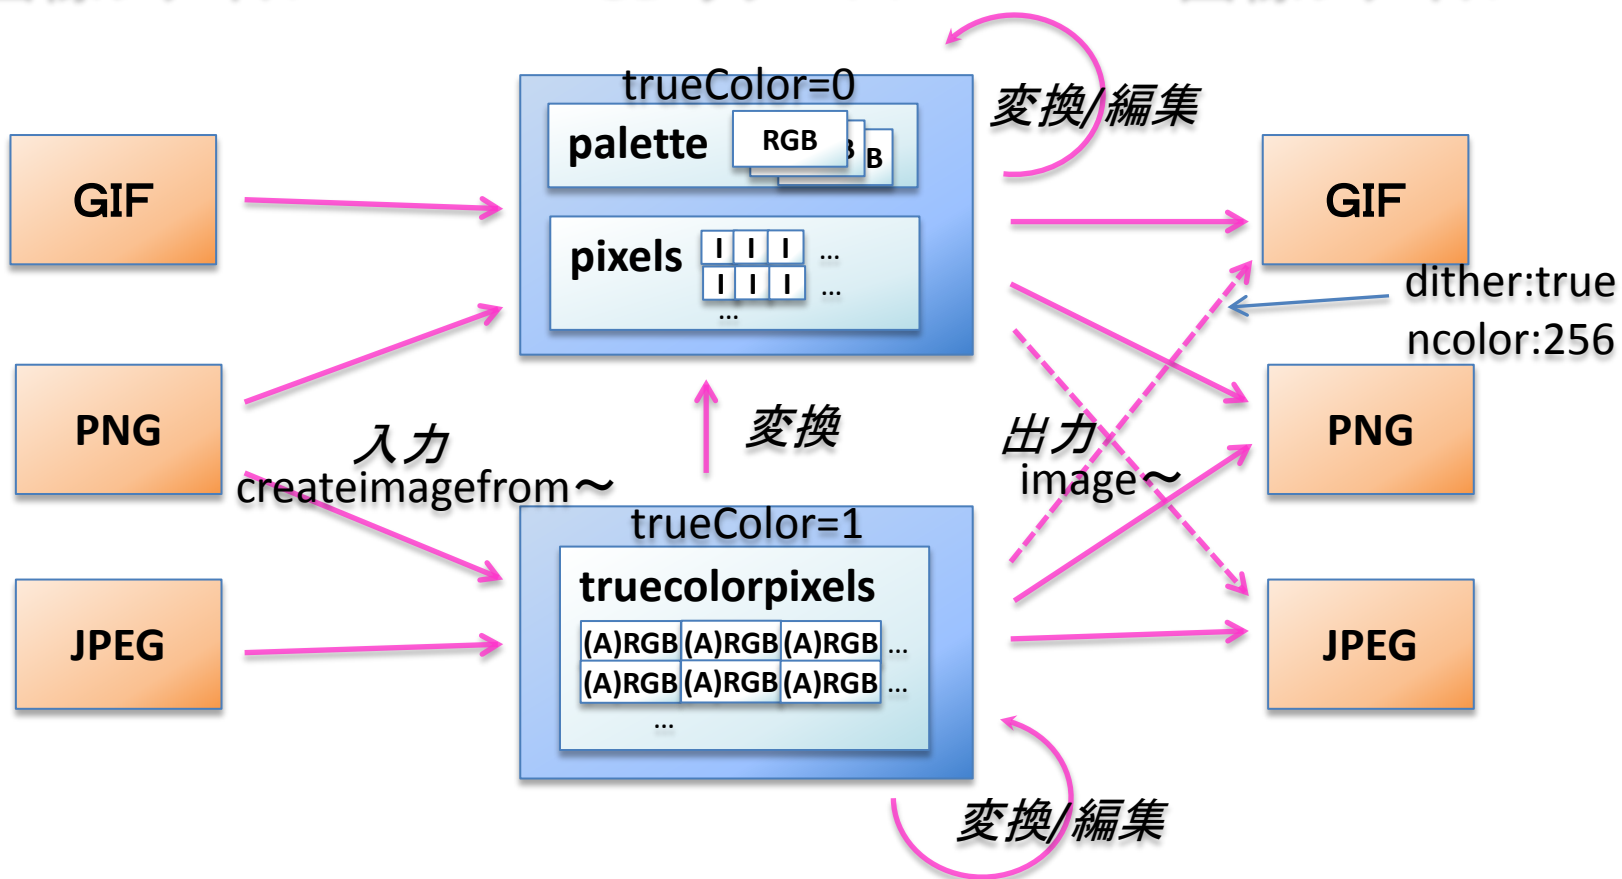 trueColor=0
変換/編集
palette
RGB
B
B
GIF
GIF
pixels
I I I ...
I I I ...
...
dither:true
ncolor:256
PNG
入力
createimagefrom～
変換
出力
image～
PNG
trueColor=1
truecolorpixels
(A)RGB (A)RGB (A)RGB ...
(A)RGB (A)RGB (A)RGB ...
...
JPEG
JPEG
変換/編集